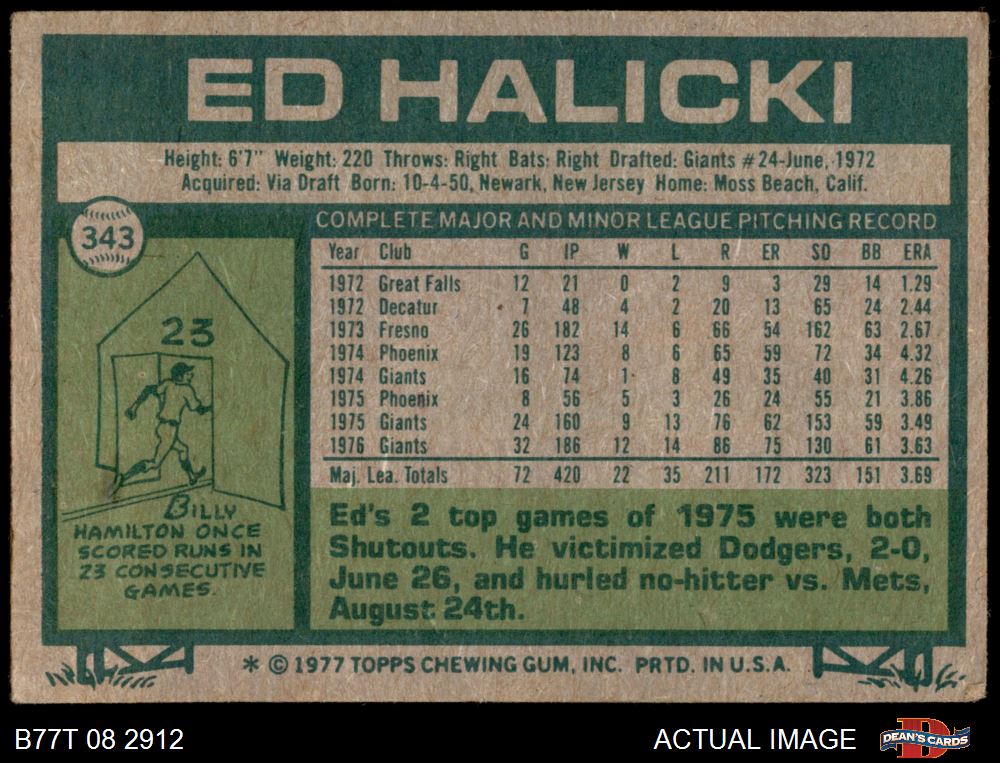 ED HALICKI
Height: 6'7" Weight: 220 Throws: Right Bats: Right Drafted: Giants #24-June, 1972
Acquired: Via Draft Born: 10-4-50, Newark, New Jersey Home: Moss Beach, Calif.
343
COMPLETE MAJOR AND MINOR LEAGUE PITCHING RECORD
Year Club G IP W L R ER SO BB ERA
1972 Great Falls 12 21 0 2 9 3 29 14 1.29
1972 Decatur 7 48 4 2 20 13 65 24 2.44
1973 Fresno 26 182 14 6 66 54 162 63 2.67
1974 Phoenix 19 123 8 6 65 59 72 34 4.32
1974 Giants 16 74 1 8 49 35 40 31 4.26
1975 Phoenix 8 56 5 3 26 24 55 21 3.86
1975 Giants 24 160 9 13 76 62 153 59 3.49
1976 Giants 32 186 12 14 86 75 130 61 3.63
Maj. Lea. Totals 72 420 22 35 211 172 323 151 3.69
23
BILLY
HAMILTON ONCE
SCORED RUNS IN
23 CONSECUTIVE
GAMES.
Ed's 2 top games of 1975 were both
Shutouts. He victimized Dodgers, 2-0,
June 26, and hurled no-hitter vs. Mets,
August 24th.
* © 1977 TOPPS CHEWING GUM, INC. PRTD. IN U.S.A.
B77T 08 2912
ACTUAL IMAGE
D
DEAN'S CARDS